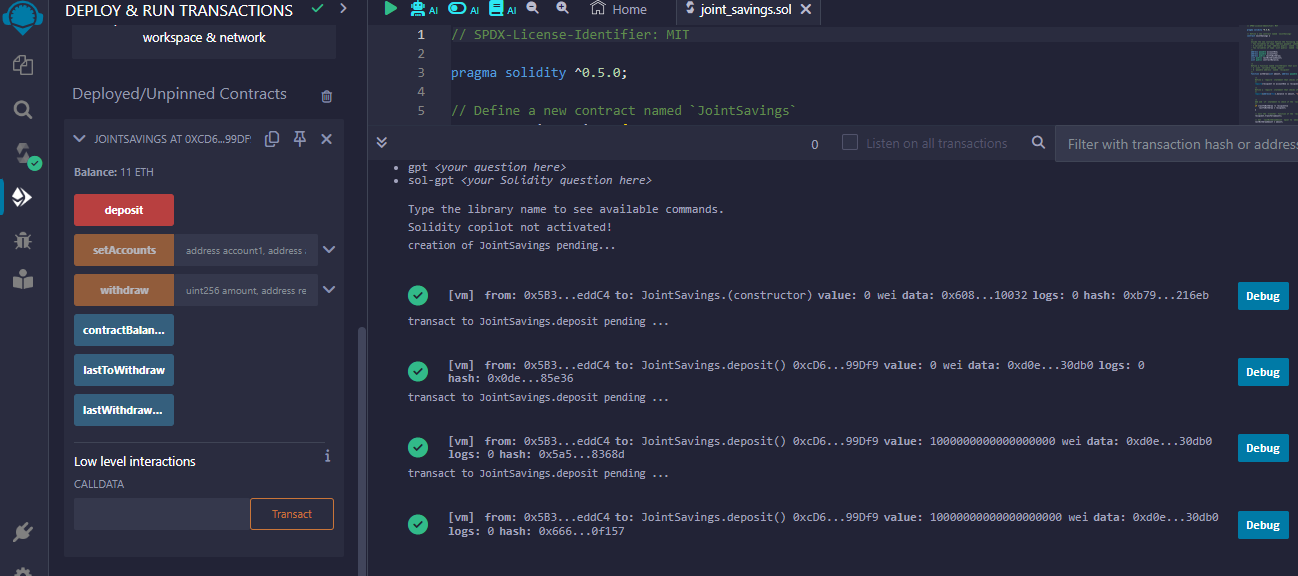 DEPLOY & RUN TRANSACTIONS
workspace & network
Deployed/Unpinned Contracts
JOINTSAVINGS AT 0XCD6...99DF
Balance: 11 ETH
deposit
setAccounts address account1, address
withdraw uint256 amount, address re
contractBalan...
lastToWithdraw
lastWithdraw...
Low level interactions
i
CALLDATA
Transact
AI AI AI Home joint_savings.sol
1 // SPDX-License-Identifier: MIT
2
3 pragma solidity ^0.5.0;
4
5 // Define a new contract named `JointSavings`
0 Listen on all transactions Filter with transaction hash or address
• gpt <your question here>
• sol-gpt <your Solidity question here>
Type the library name to see available commands.
Solidity copilot not activated!
creation of JointSavings pending...
[vm] from: 0x5B3...eddC4 to: JointSavings.(constructor) value: 0 wei data: 0x608...10032 logs: 0 hash: 0xb79...216eb
Debug
transact to JointSavings.deposit pending ...
[vm] from: 0x5B3...eddC4 to: JointSavings.deposit() 0xcD6...99Df9 value: 0 wei data: 0xd0e...30db0 logs: 0
hash: 0x0de...85e36
Debug
transact to JointSavings.deposit pending ...
[vm] from: 0x5B3...eddC4 to: JointSavings.deposit() 0xcD6...99Df9 value: 1000000000000000000 wei data: 0xd0e...30db0
logs: 0 hash: 0x5a5...8368d
Debug
transact to JointSavings.deposit pending ...
[vm] from: 0x5B3...eddC4 to: JointSavings.deposit() 0xcD6...99Df9 value: 10000000000000000000 wei data: 0xd0e...30db0
logs: 0 hash: 0x666...0f157
Debug